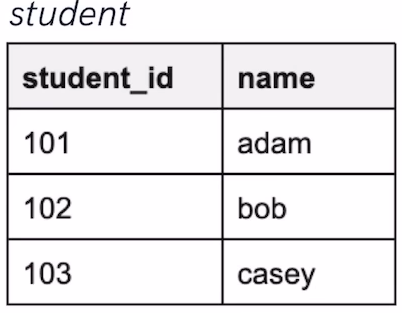 student
student_id name
101 adam
102 bob
103 casey